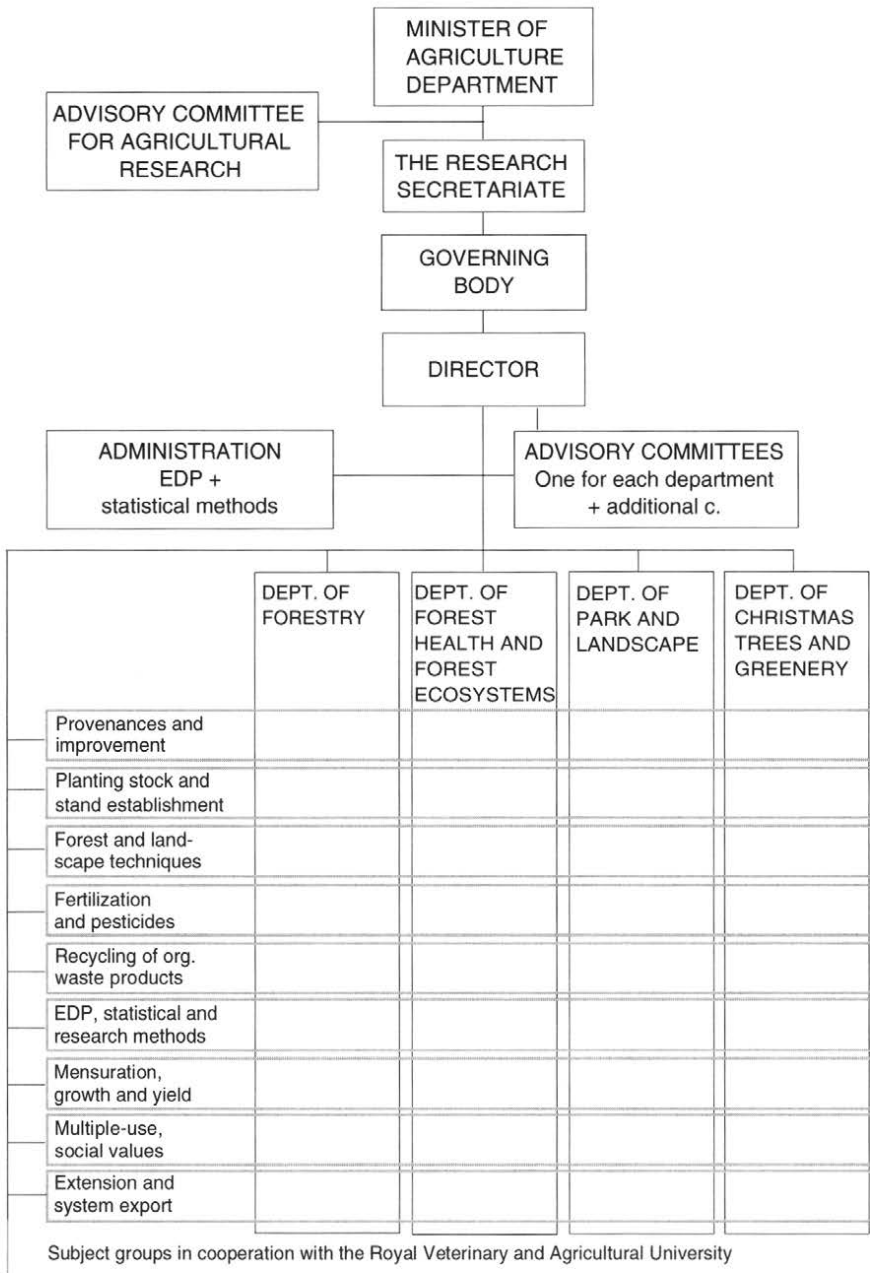 MINISTER OF
AGRICULTURE
DEPARTMENT
ADVISORY COMMITTEE
FOR AGRICULTURAL
RESEARCH
THE RESEARCH
SECRETARIATE
GOVERNING
BODY
DIRECTOR
ADMINISTRATION
EDP +
statistical methods
ADVISORY COMMITTEES
One for each department
+ additional c.
DEPT. OF
FORESTRY
DEPT. OF
FOREST
HEALTH AND
FOREST
ECOSYSTEMS
DEPT. OF
PARK AND
LANDSCAPE
DEPT. OF
CHRISTMAS
TREES AND
GREENERY
Provenances and
improvement
Planting stock and
stand establishment
Forest and land-
scape techniques
Fertilization
and pesticides
Recycling of org.
waste products
EDP, statistical and
research methods
Mensuration,
growth and yield
Multiple-use,
social values
Extension and
system export
Subject groups in cooperation with the Royal Veterinary and Agricultural University